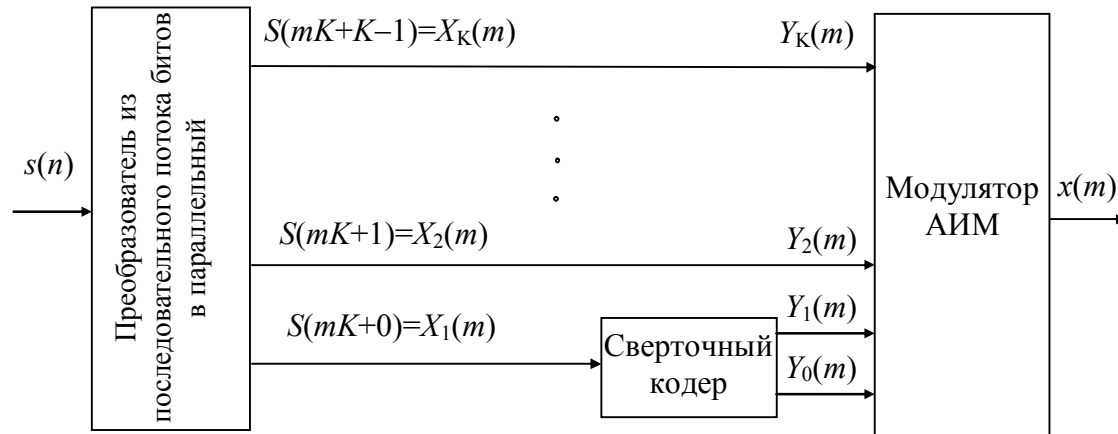 s(n)
Преобразователь из
последовательного потока битов
в параллельный
S(mK+K–1)=X_K(m)
Y_K(m)
S(mK+1)=X_2(m)
Y_2(m)
S(mK+0)=X_1(m)
Сверточный
кодер
Y_1(m)
Y_0(m)
Модулятор
АИМ
x(m)